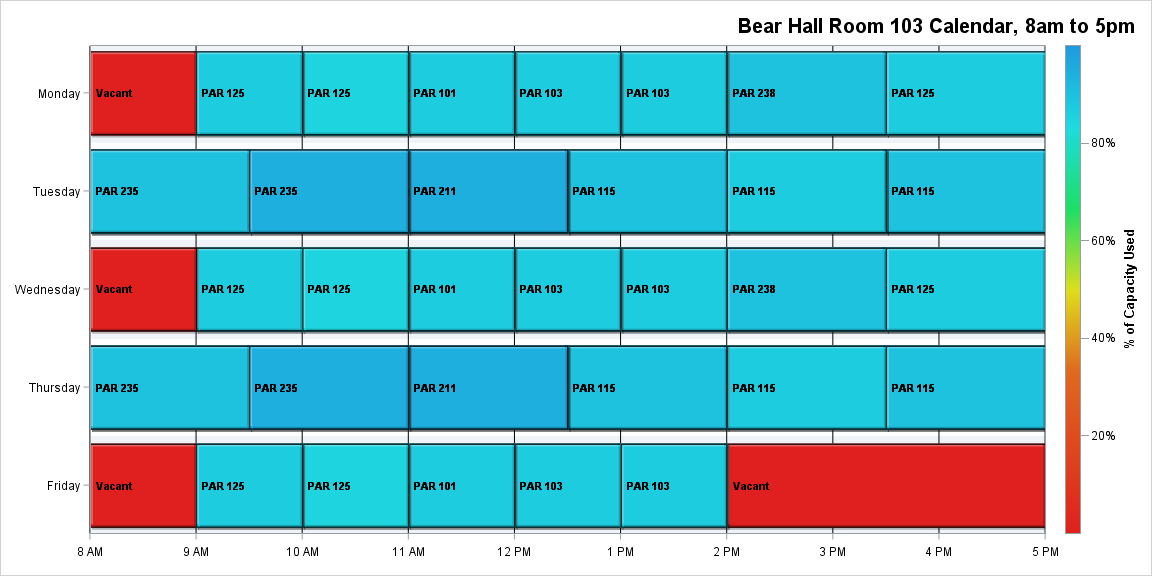 Bear Hall Room 103 Calendar, 8am to 5pm
Monday
Vacant
PAR 125
PAR 125
PAR 101
PAR 103
PAR 103
PAR 238
PAR 125
Tuesday
PAR 235
PAR 235
PAR 211
PAR 115
PAR 115
PAR 115
Wednesday
Vacant
PAR 125
PAR 125
PAR 101
PAR 103
PAR 103
PAR 238
PAR 125
Thursday
PAR 235
PAR 235
PAR 211
PAR 115
PAR 115
PAR 115
Friday
Vacant
PAR 125
PAR 125
PAR 101
PAR 103
PAR 103
Vacant
8 AM
9 AM
10 AM
11 AM
12 PM
1 PM
2 PM
3 PM
4 PM
5 PM
80%
60%
40%
20%
% of Capacity Used